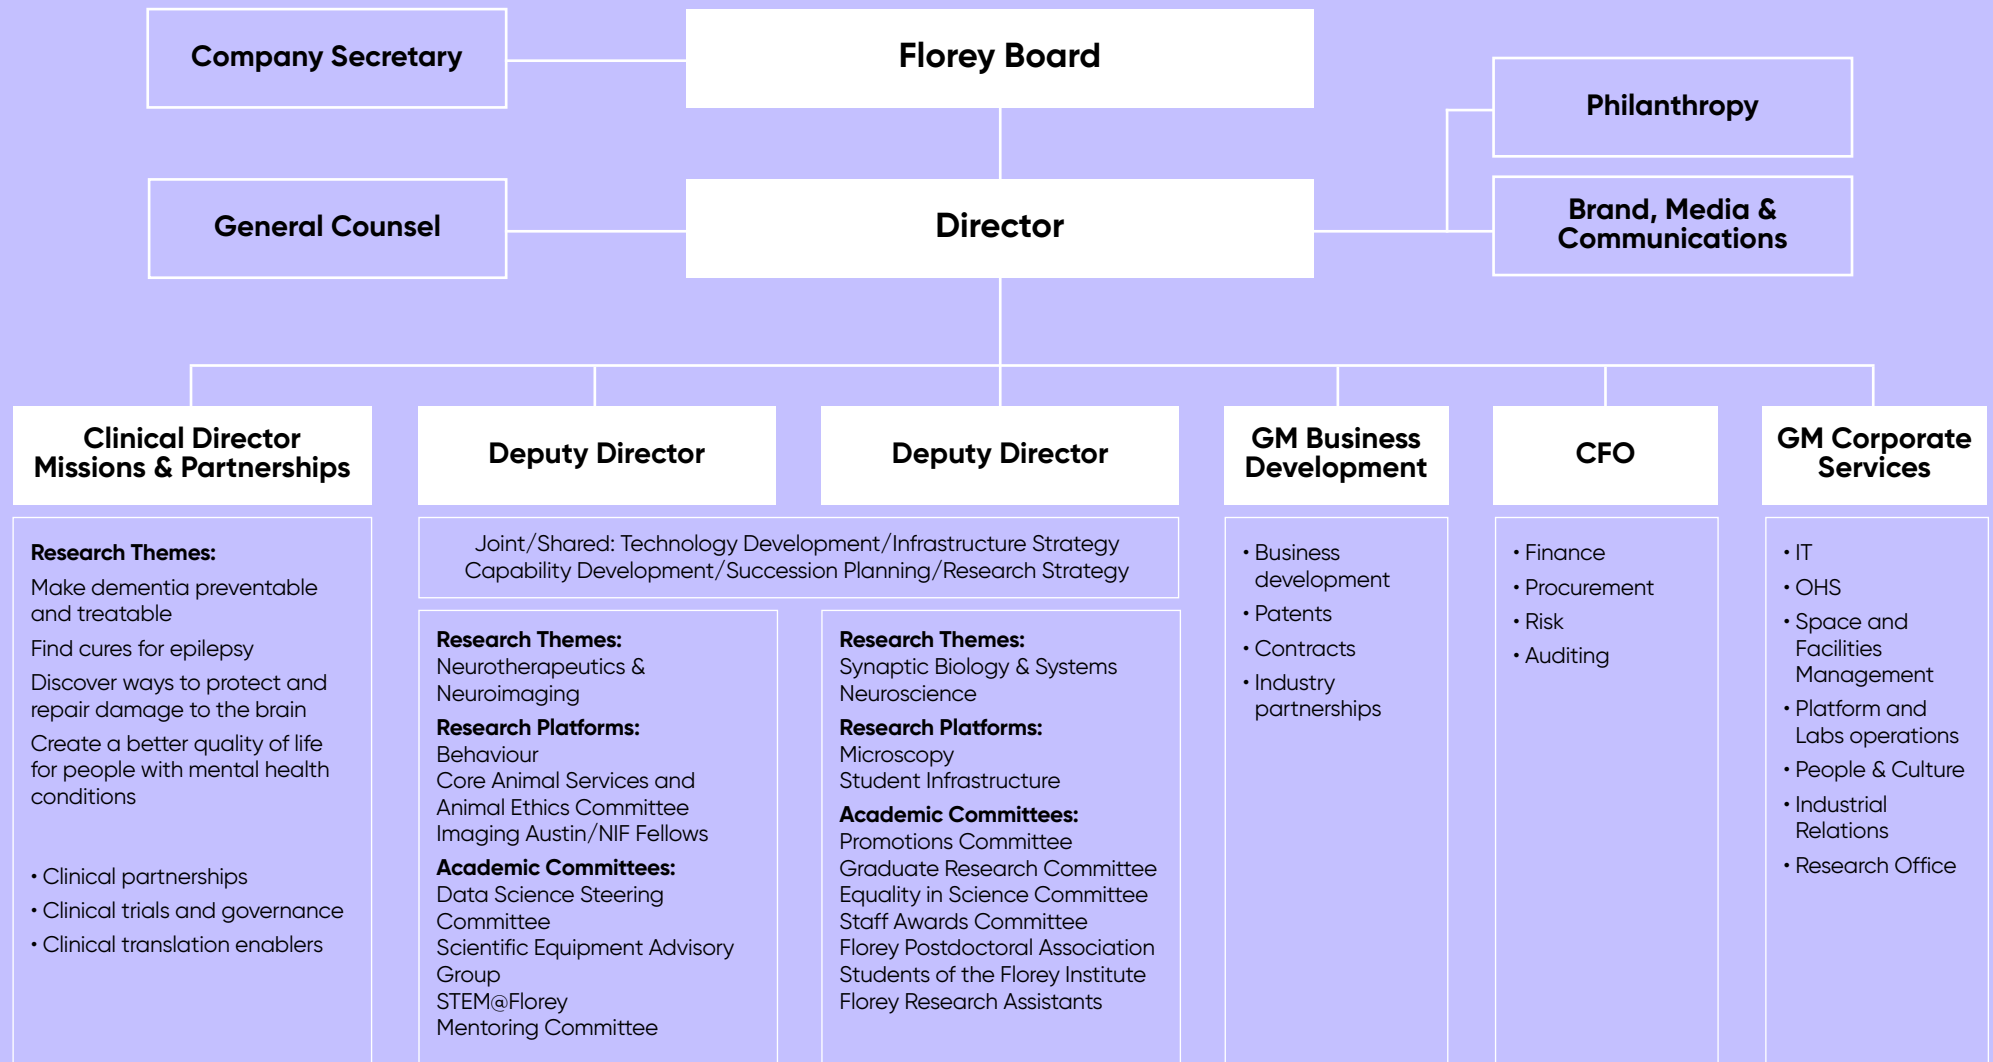 Company Secretary
Florey Board
Philanthropy
General Counsel
Director
Brand, Media &
Communications
Clinical Director
Missions & Partnerships
Deputy Director
Deputy Director
GM Business
Development
CFO
GM Corporate
Services
Research Themes:
Make dementia preventable
and treatable
Find cures for epilepsy
Discover ways to protect and
repair damage to the brain
Create a better quality of life
for people with mental health
conditions
• Clinical partnerships
• Clinical trials and governance
• Clinical translation enablers
Joint/Shared: Technology Development/Infrastructure Strategy
Capability Development/Succession Planning/Research Strategy
Research Themes:
Neurotherapeutics &
Neuroimaging
Research Platforms:
Behaviour
Core Animal Services and
Animal Ethics Committee
Imaging Austin/NIF Fellows
Academic Committees:
Data Science Steering
Committee
Scientific Equipment Advisory
Group
STEM@Florey
Mentoring Committee
Research Themes:
Synaptic Biology & Systems
Neuroscience
Research Platforms:
Microscopy
Student Infrastructure
Academic Committees:
Promotions Committee
Graduate Research Committee
Equality in Science Committee
Staff Awards Committee
Florey Postdoctoral Association
Students of the Florey Institute
Florey Research Assistants
• Business
development
• Patents
• Contracts
• Industry
partnerships
• Finance
• Procurement
• Risk
• Auditing
• IT
• OHS
• Space and
Facilities
Management
• Platform and
Labs operations
• People & Culture
• Industrial
Relations
• Research Office